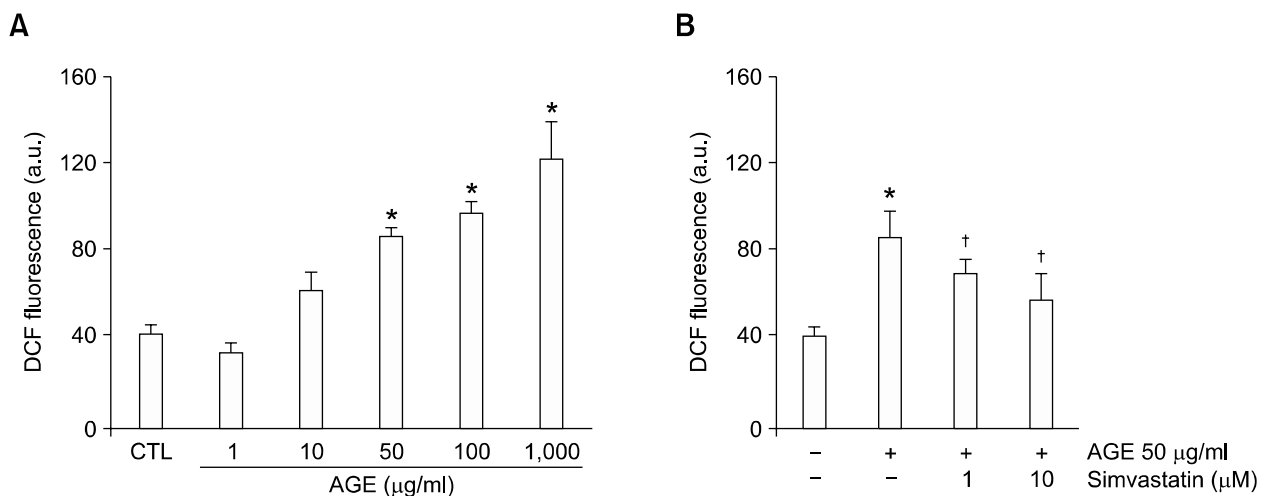 A
DCF fluorescence (a.u.)
160
120
80
40
0
* * *
CTL 1 10 50 100 1,000
AGE (μg/ml)
B
DCF fluorescence (a.u.)
160
120
80
40
0
* † †
− + + + AGE 50 μg/ml
− − 1 10 Simvastatin (μM)